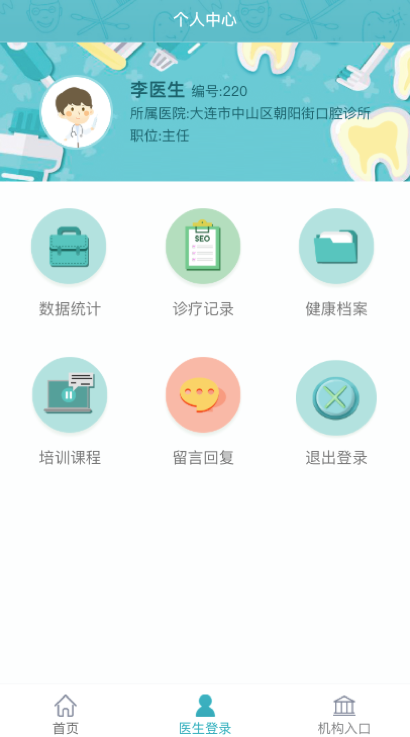 个人中心
李医生 编号:220
所属医院:大连市中山区朝阳街口腔诊所
职位:主任
SEO
数据统计 诊疗记录 健康档案
培训课程 留言回复 退出登录
首页 医生登录 机构入口